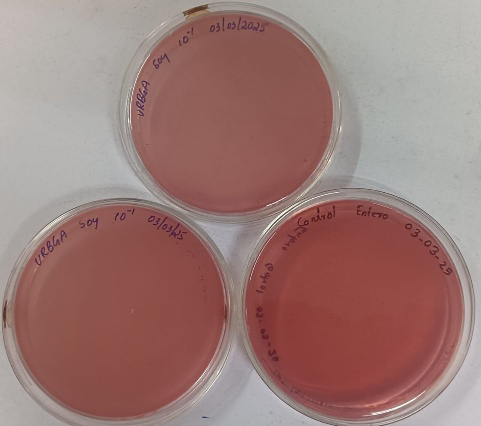 VRBGA Soy 10⁻¹ 03/03/2025
VRBGA Soy 10⁻¹ 03/03/25
Control Entero 03-03-25